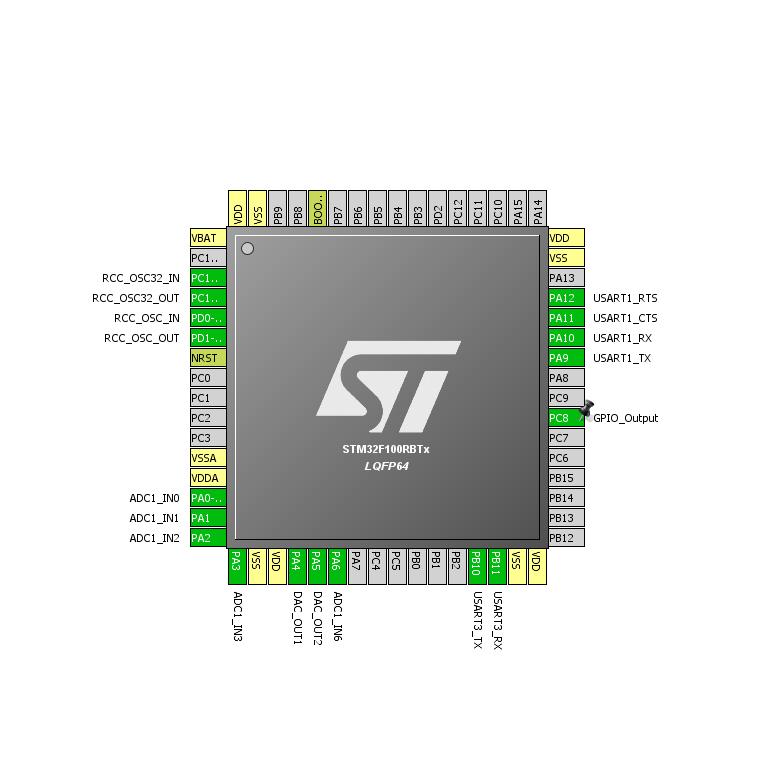 VDD
VSS
PB9
PB8
BOO..
PB7
PB6
PB5
PB4
PB3
PD2
PC12
PC11
PC10
PA15
PA14
VBAT
PC1..
RCC_OSC32_IN PC1..
RCC_OSC32_OUT PC1..
RCC_OSC_IN PD0-..
RCC_OSC_OUT PD1-..
NRST
PC0
PC1
PC2
PC3
VSSA
VDDA
ADC1_IN0 PA0-..
ADC1_IN1 PA1
ADC1_IN2 PA2
STM32F100RBTx
LQFP64
VDD
VSS
PA13
PA12 USART1_RTS
PA11 USART1_CTS
PA10 USART1_RX
PA9 USART1_TX
PA8
PC9
PC8 GPIO_Output
PC7
PC6
PB15
PB14
PB13
PB12
PA3 ADC1_IN3
VSS
VDD
PA4 DAC_OUT1
PA5 DAC_OUT2
PA6 ADC1_IN6
PA7
PC4
PC5
PB0
PB1
PB2
PB10 USART3_TX
PB11 USART3_RX
VSS
VDD